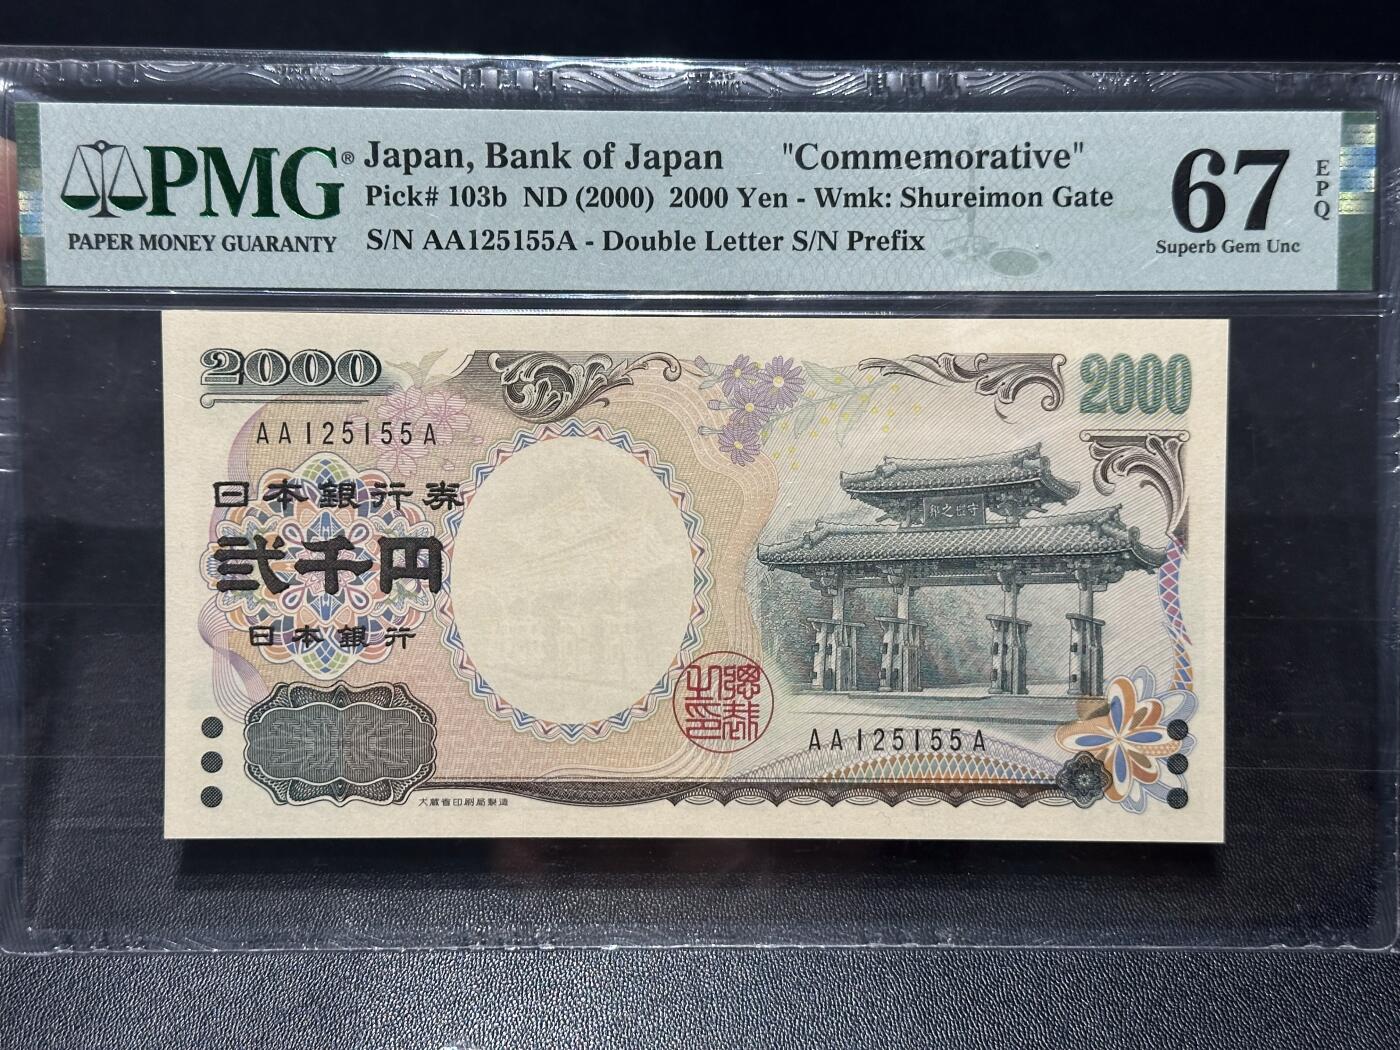 PMG®
PAPER MONEY GUARANTY
Japan, Bank of Japan "Commemorative"
Pick# 103b ND (2000) 2000 Yen - Wmk: Shureimon Gate
S/N AA125155A - Double Letter S/N Prefix
67
EPQ
Superb Gem Unc
2000
2000
AA125155A
日本銀行券
弐千円
日本銀行
守礼之邦
AA125155A
大蔵省印刷局製造